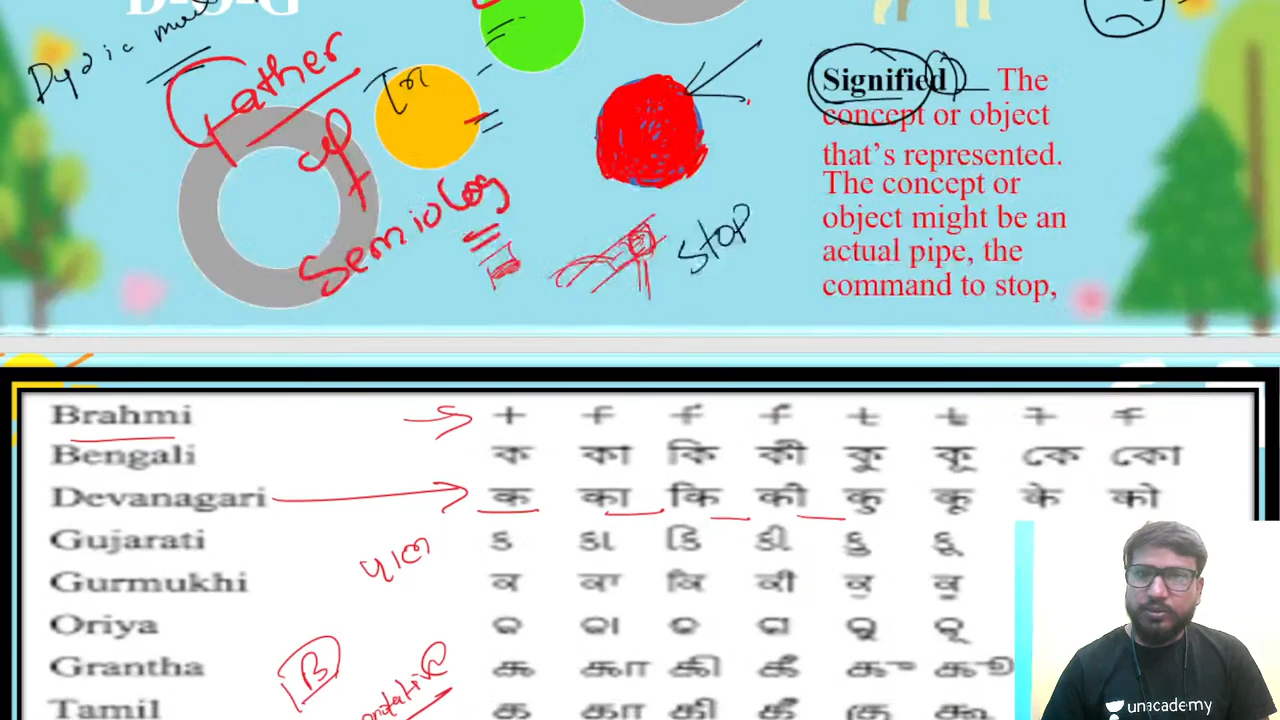 D-O-G
Dyadic
Father
of
Semiology
Stop
Signified
The
concept or object
that's represented.
The concept or
object might be an
actual pipe, the
command to stop,
Brahmi 𑀓 𑀓𑀸 𑀓𑀺 𑀓𑀻 𑀓𑀼 𑀓𑀽 𑀓𑁂 𑀓𑁄
Bengali ক কা কি কী কু কূ কে কো
Devanagari क का कि की कु कू के को
Gujarati ક કા કિ કી કુ કૂ
Gurmukhi ਕ ਕਾ ਕਿ ਕੀ ਕੁ ਕੂ
Oriya କ କା କି କୀ କୁ କୂ
Grantha
Tamil க கா கி கீ கு கூ
B
unacademy